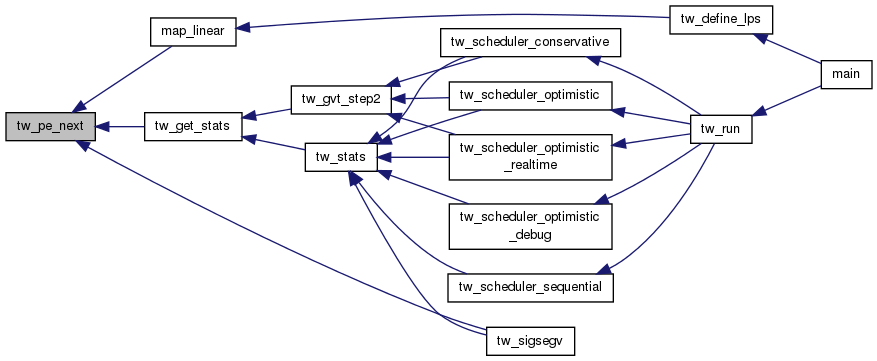 tw_pe_next
map_linear
tw_get_stats
tw_gvt_step2
tw_stats
tw_scheduler_conservative
tw_scheduler_optimistic
tw_scheduler_optimistic
_realtime
tw_scheduler_optimistic
_debug
tw_scheduler_sequential
tw_sigsegv
tw_define_lps
tw_run
main